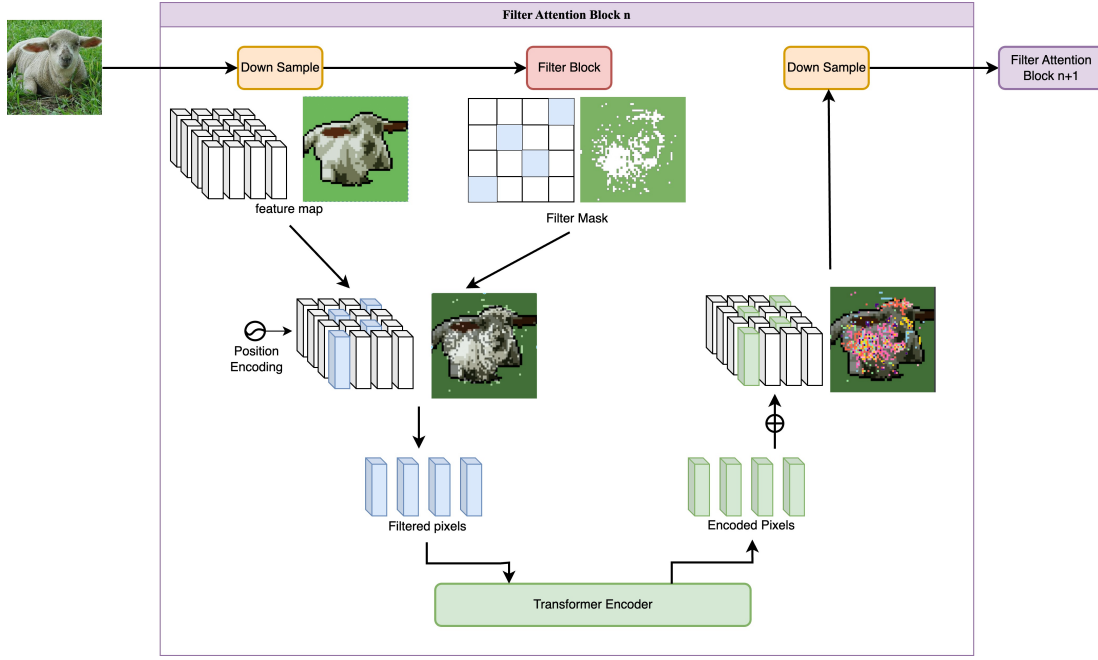 Filter Attention Block n
Down Sample
Filter Block
Down Sample
Filter Attention
Block n+1
feature map
Filter Mask
Position
Encoding
Filtered pixels
Encoded Pixels
Transformer Encoder